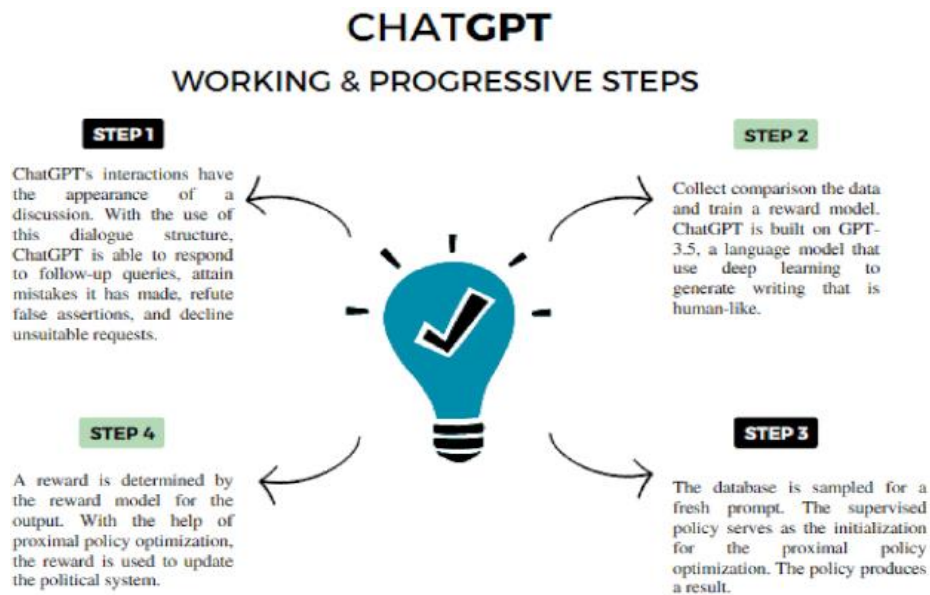 CHATGPT
WORKING & PROGRESSIVE STEPS
STEP 1
ChatGPT's interactions have
the appearance of a
discussion. With the use of
this dialogue structure,
ChatGPT is able to respond
to follow-up queries, attain
mistakes it has made, refute
false assertions, and decline
unsuitable requests.
STEP 2
Collect comparison the data
and train a reward model.
ChatGPT is built on GPT-
3.5, a language model that
use deep learning to
generate writing that is
human-like.
STEP 3
The database is sampled for a
fresh prompt. The supervised
policy serves as the initialization
for the proximal policy
optimization. The policy produces
a result.
STEP 4
A reward is determined by
the reward model for the
output. With the help of
proximal policy optimization,
the reward is used to update
the political system.